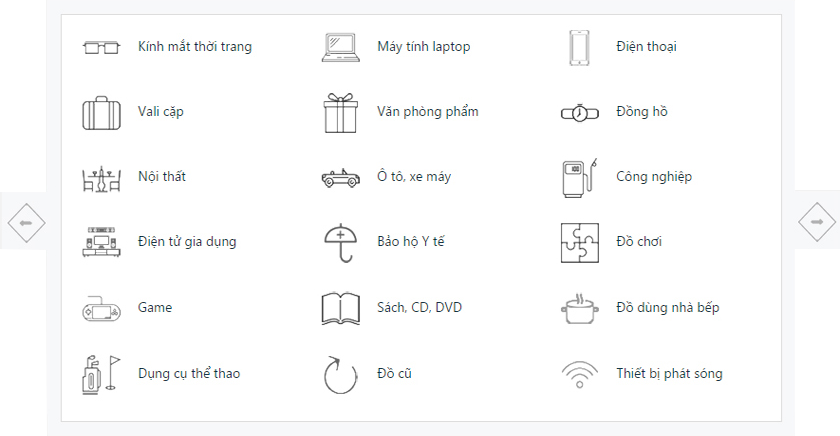 Kính mắt thời trang
Máy tính laptop
Điện thoại
Vali cặp
Văn phòng phẩm
Đồng hồ
Nội thất
Ô tô, xe máy
Công nghiệp
Điện tử gia dụng
Bảo hộ Y tế
Đồ chơi
Game
Sách, CD, DVD
Đồ dùng nhà bếp
Dụng cụ thể thao
Đồ cũ
Thiết bị phát sóng